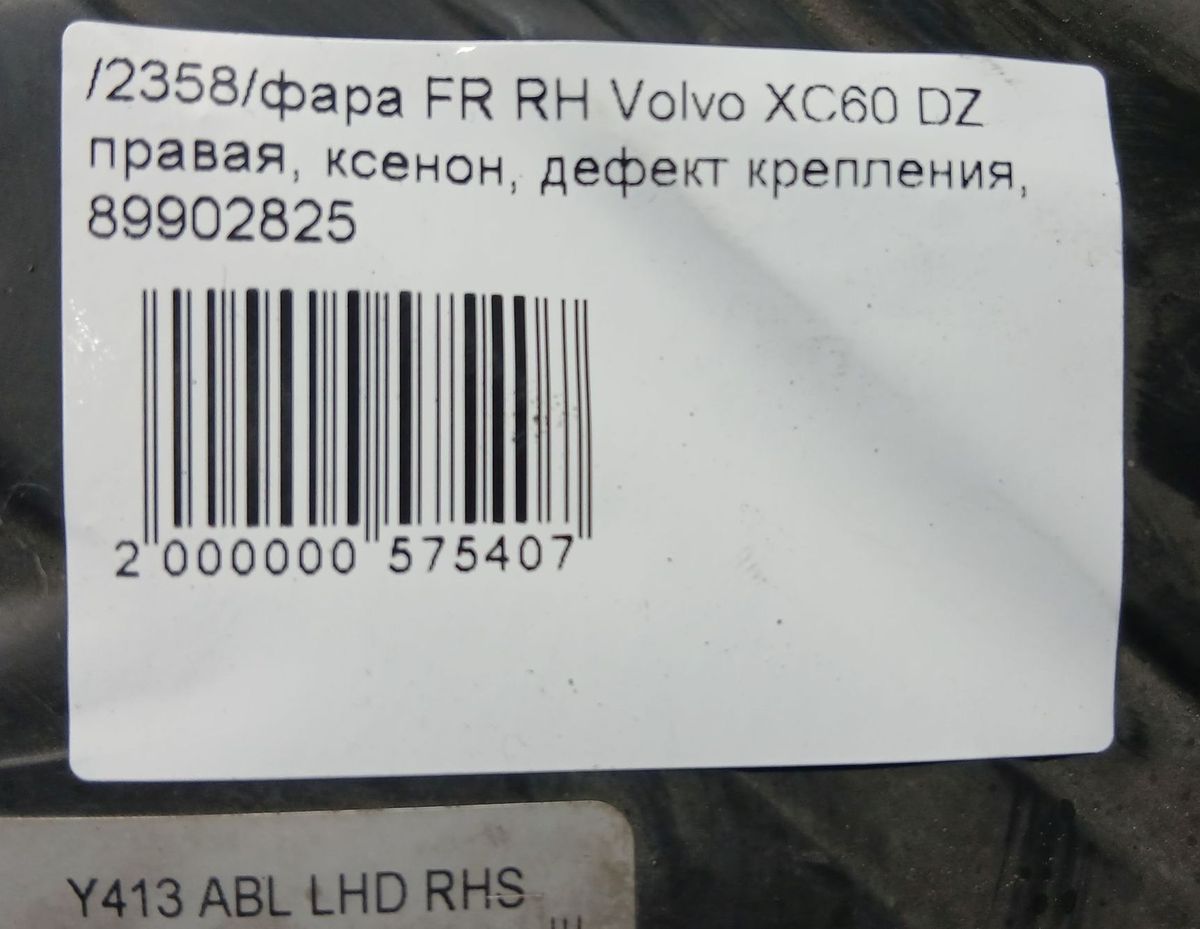 /2358/фара FR RH Volvo XC60 DZ
правая, ксенон, дефект крепления,
89902825
2 000000 575407
Y413 ABL LHD RHS